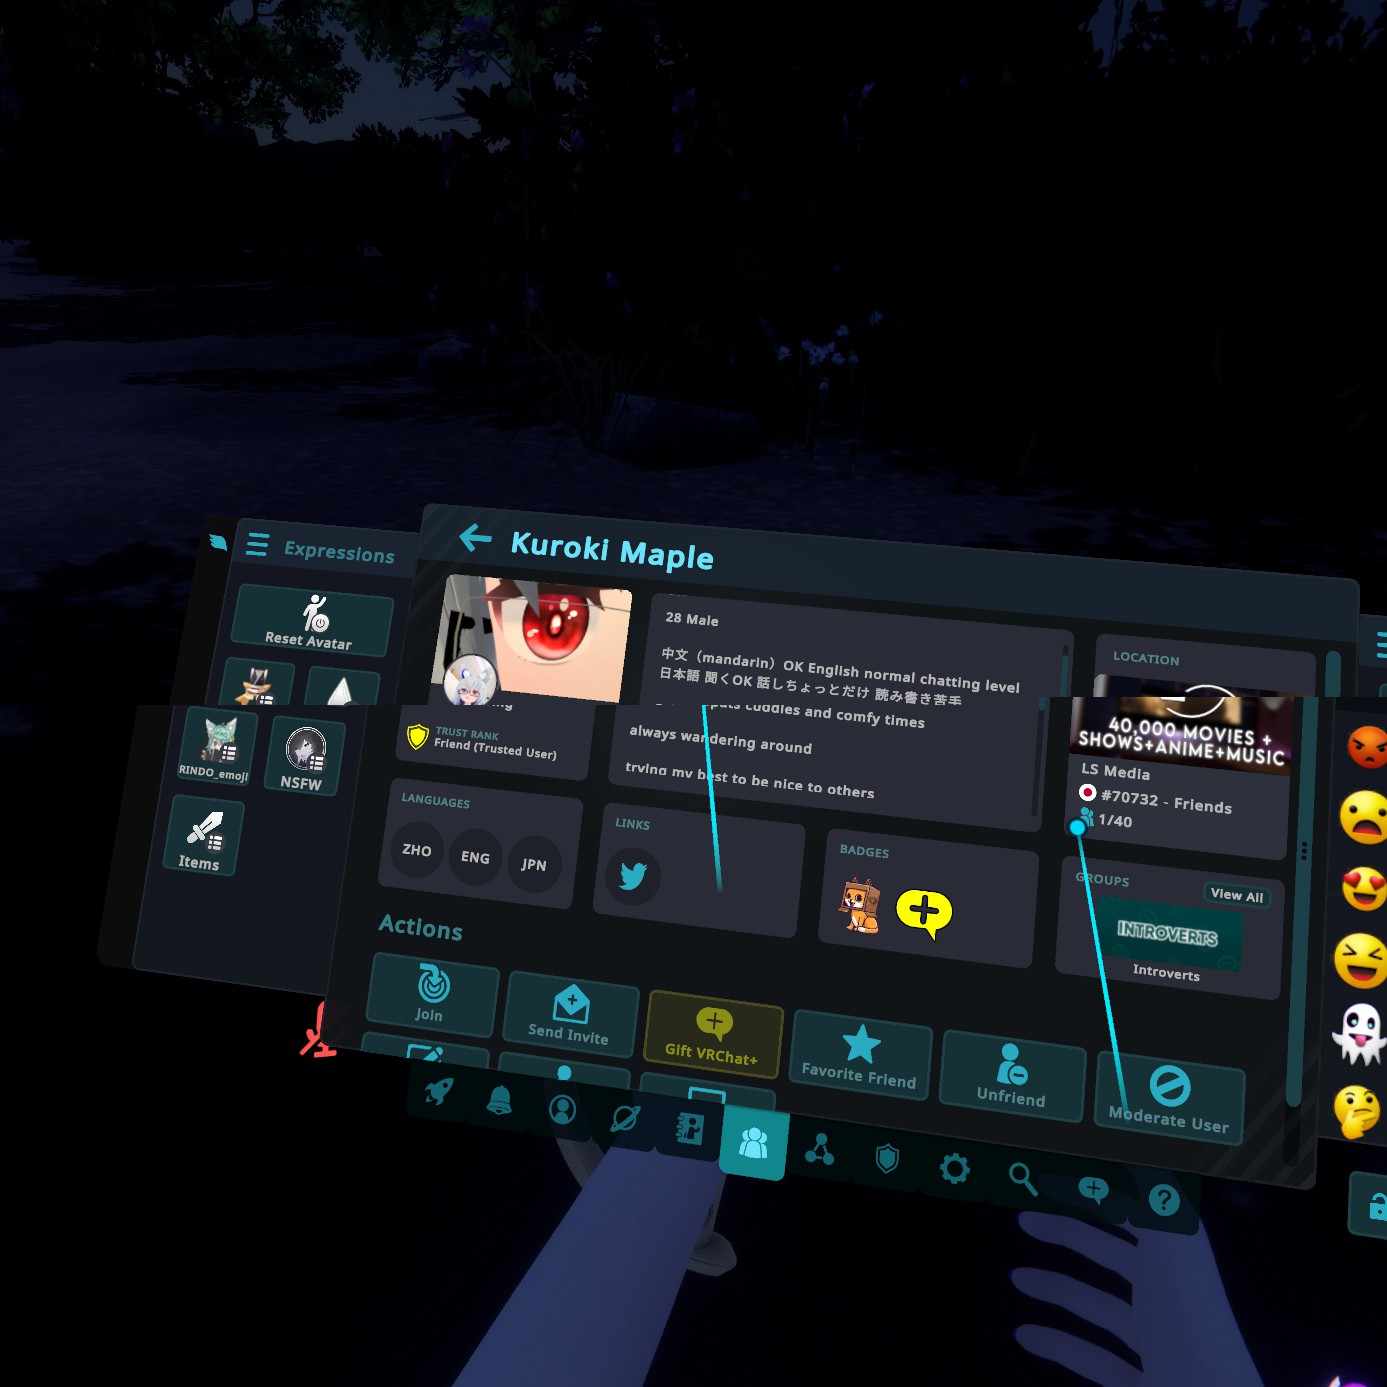 Expressions
Reset Avatar
RINDO_emoji
NSFW
Items
Kuroki Maple
28 Male
中文（mandarin）OK English normal chatting level
日本語 聞くOK 話しちょっとだけ 読み書き苦手
cuddles and comfy times
always wandering around
trying my best to be nice to others
TRUST RANK
Friend (Trusted User)
LANGUAGES
ZHO
ENG
JPN
LINKS
BADGES
LOCATION
40,000 MOVIES +
SHOWS+ANIME+MUSIC
LS Media
#70732 - Friends
1/40
GROUPS
View All
INTROVERTS
Introverts
Actions
Join
Send Invite
Gift VRChat+
Favorite Friend
Unfriend
Moderate User